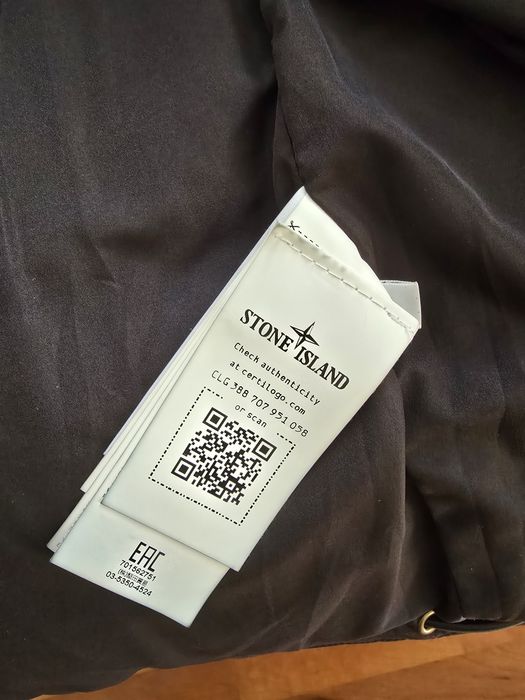 STONE ISLAND
Check authenticity
at certilogo.com
CLG 388 707 951 058
or scan
EAC
701562751
03-5350-4524